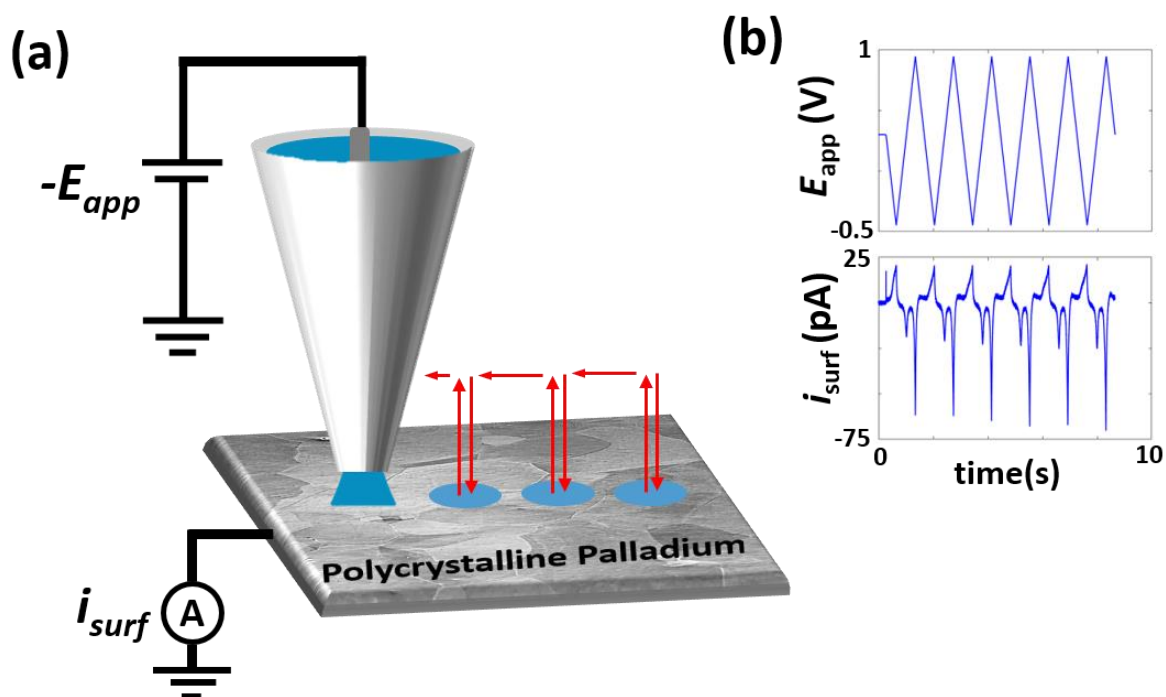 (a)
-Eapp
Polycrystalline Palladium
isurf
A
(b)
1
Eapp (V)
-0.5
25
isurf (pA)
-75
0
10
time(s)